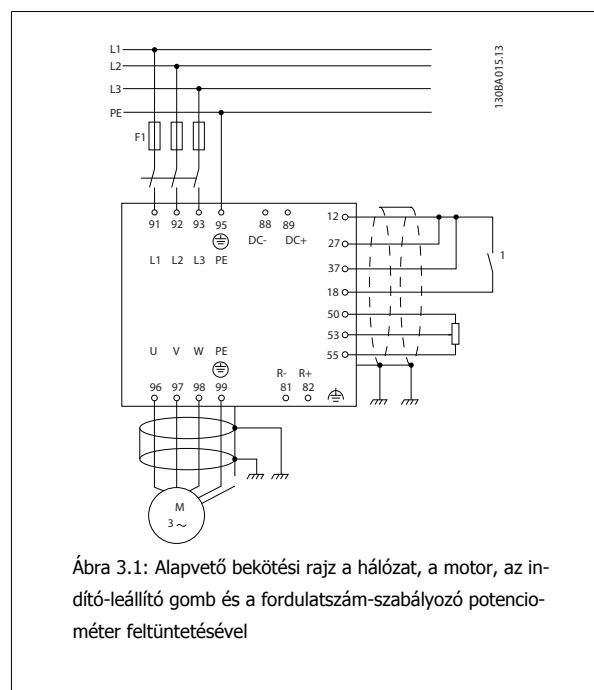 L1
L2
L3
PE
130BA015.13
F1
91 92 93 95 88 89
DC- DC+
L1 L2 L3 PE
12
27
37
18
50
53
55
1
U V W PE
96 97 98 99
R- R+
81 82
M
3 ~
Ábra 3.1: Alapvető bekötési rajz a hálózat, a motor, az in-
dító-leállító gomb és a fordulatszám-szabályozó potencio-
méter feltüntetésével